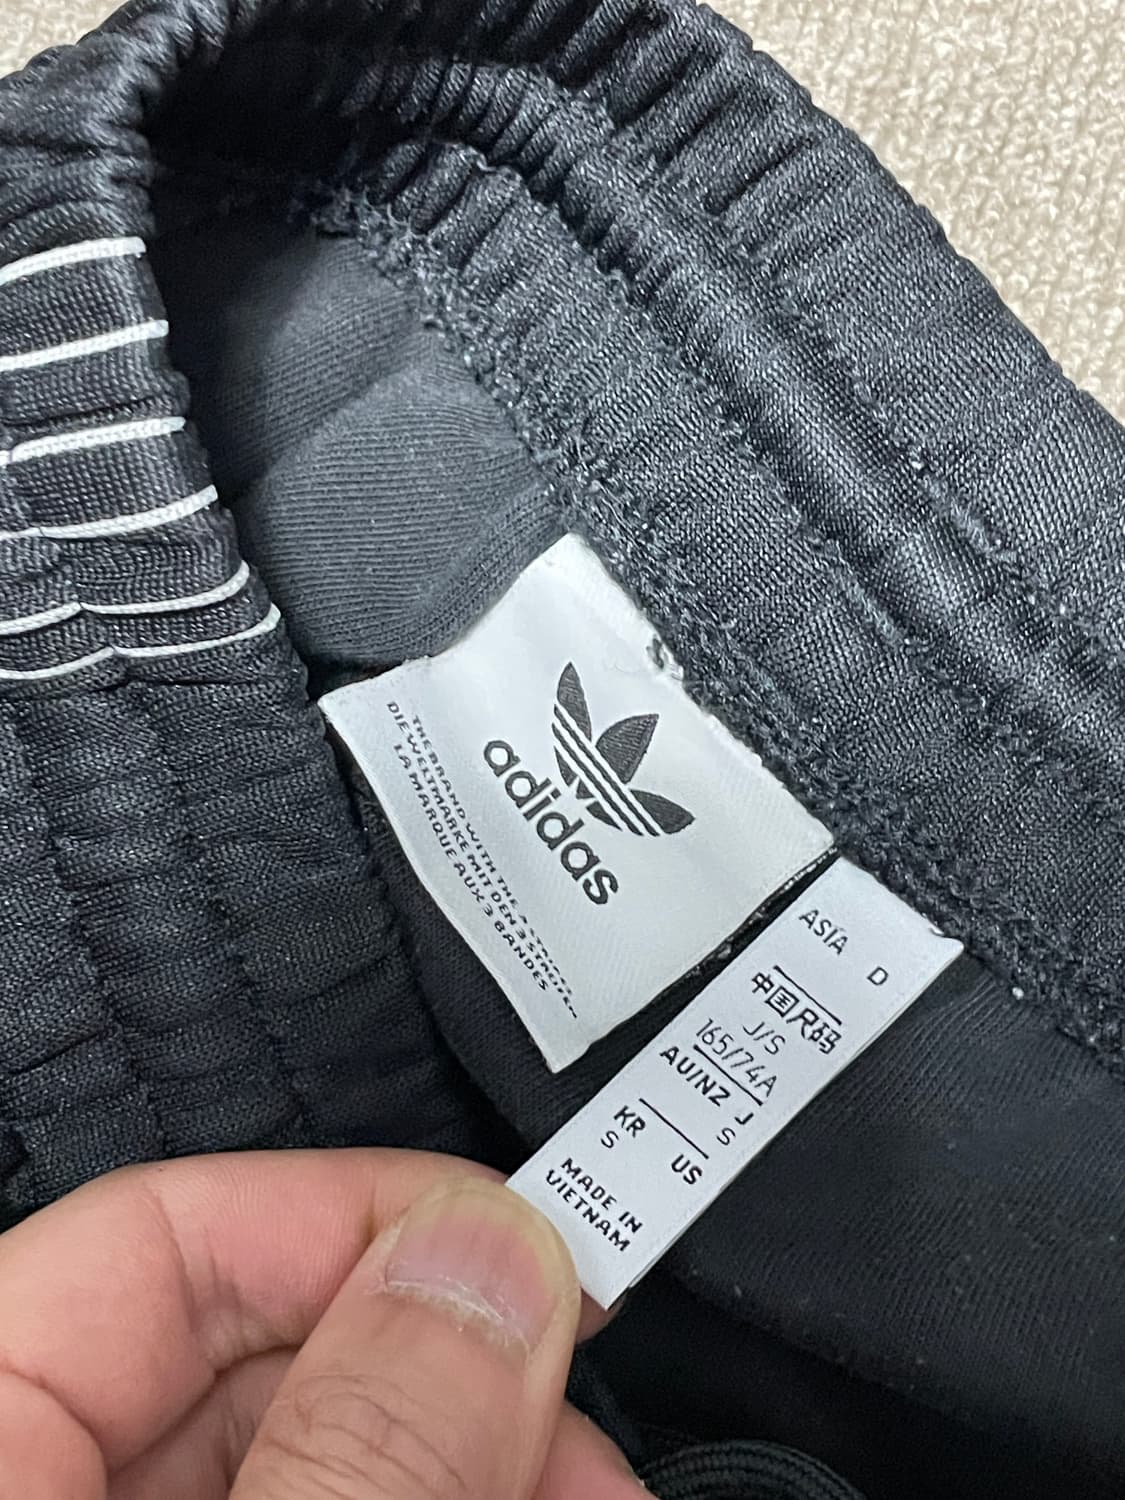 adidas
THE BRAND WITH THE 3 STRIPES
DIE WELTMARKE MIT DEN 3 STREIFEN
LA MARQUE AUX 3 BANDES
ASIA D
中国尺码
J/S
165/74A
AU/NZ J
S
KR US
S
MADE IN
VIETNAM